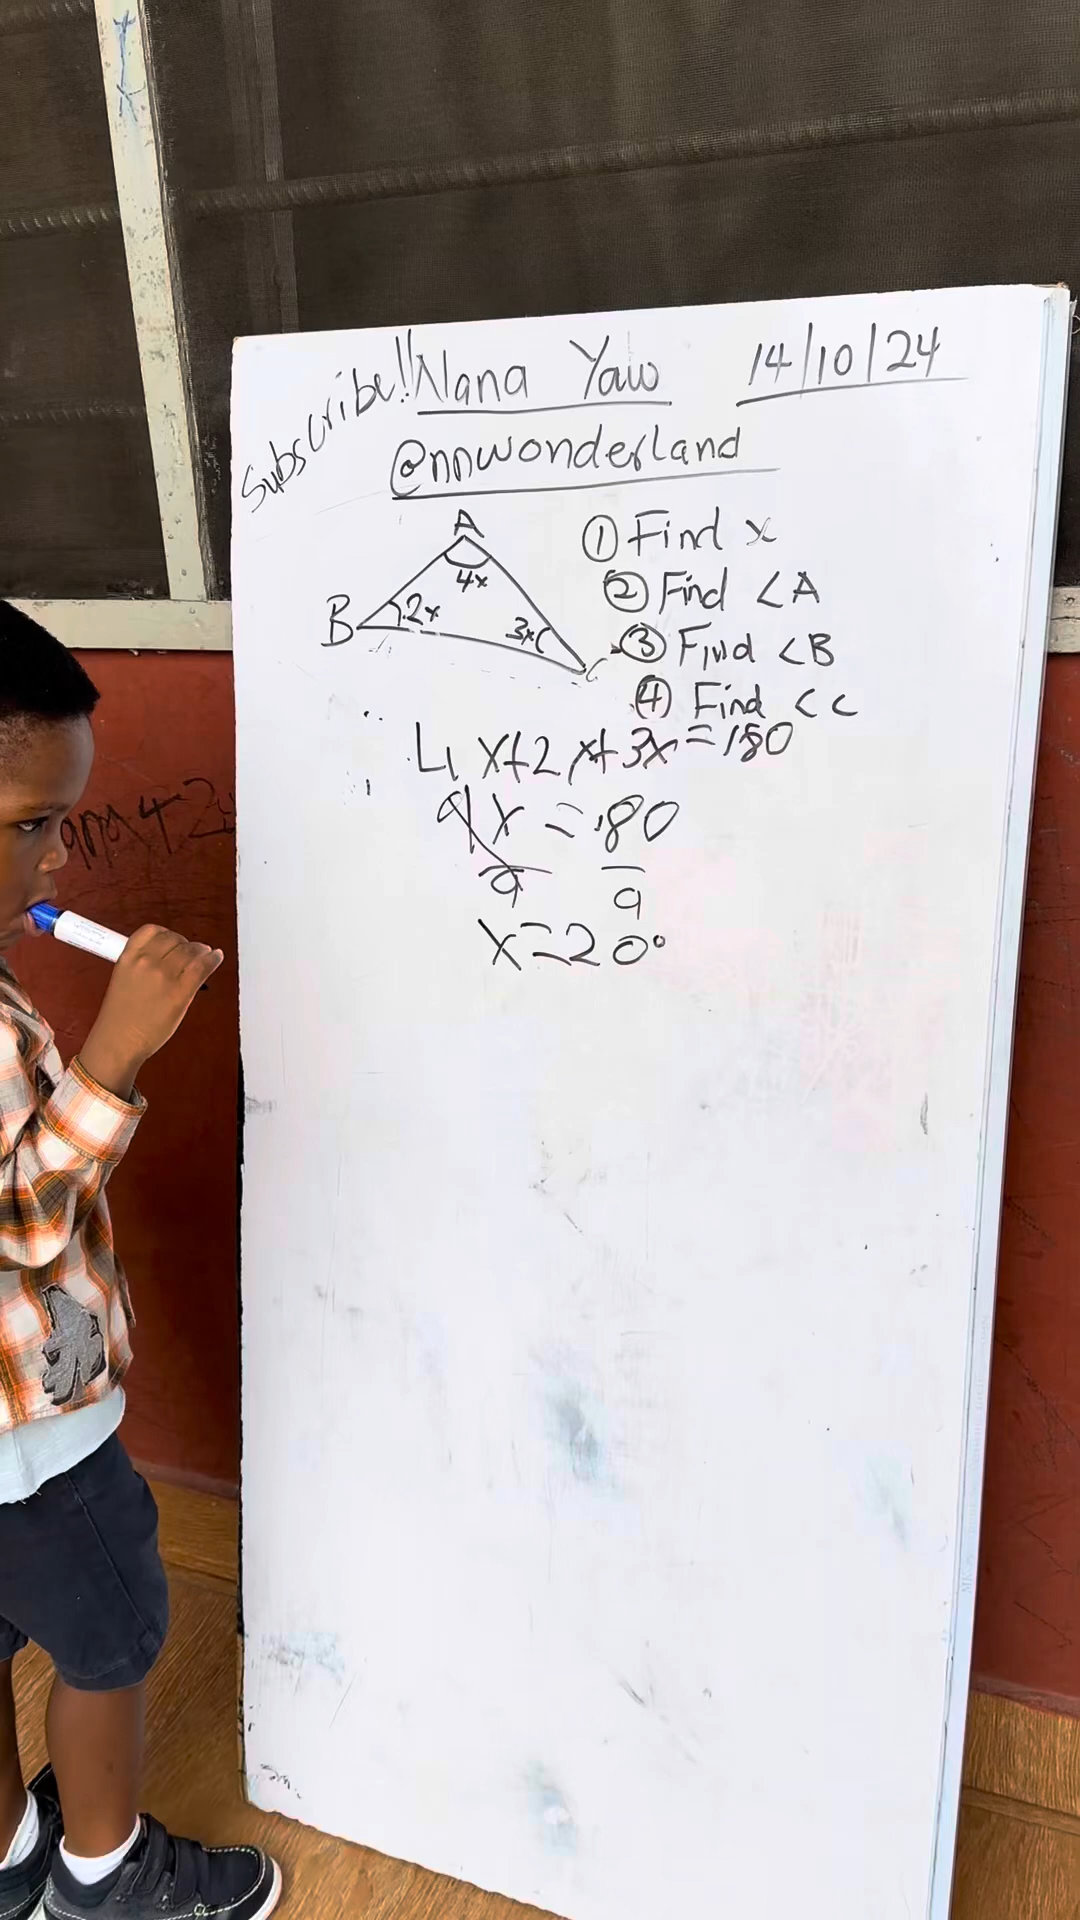 Subscribe!! Nana Yaw 14/10/24
@nnwonderland
A
4x
B 2x
3x
C
① Find x
② Find <A
③ Find <B
④ Find <C
4x+2x+3x=180
9x = 180
9 9
x=20°